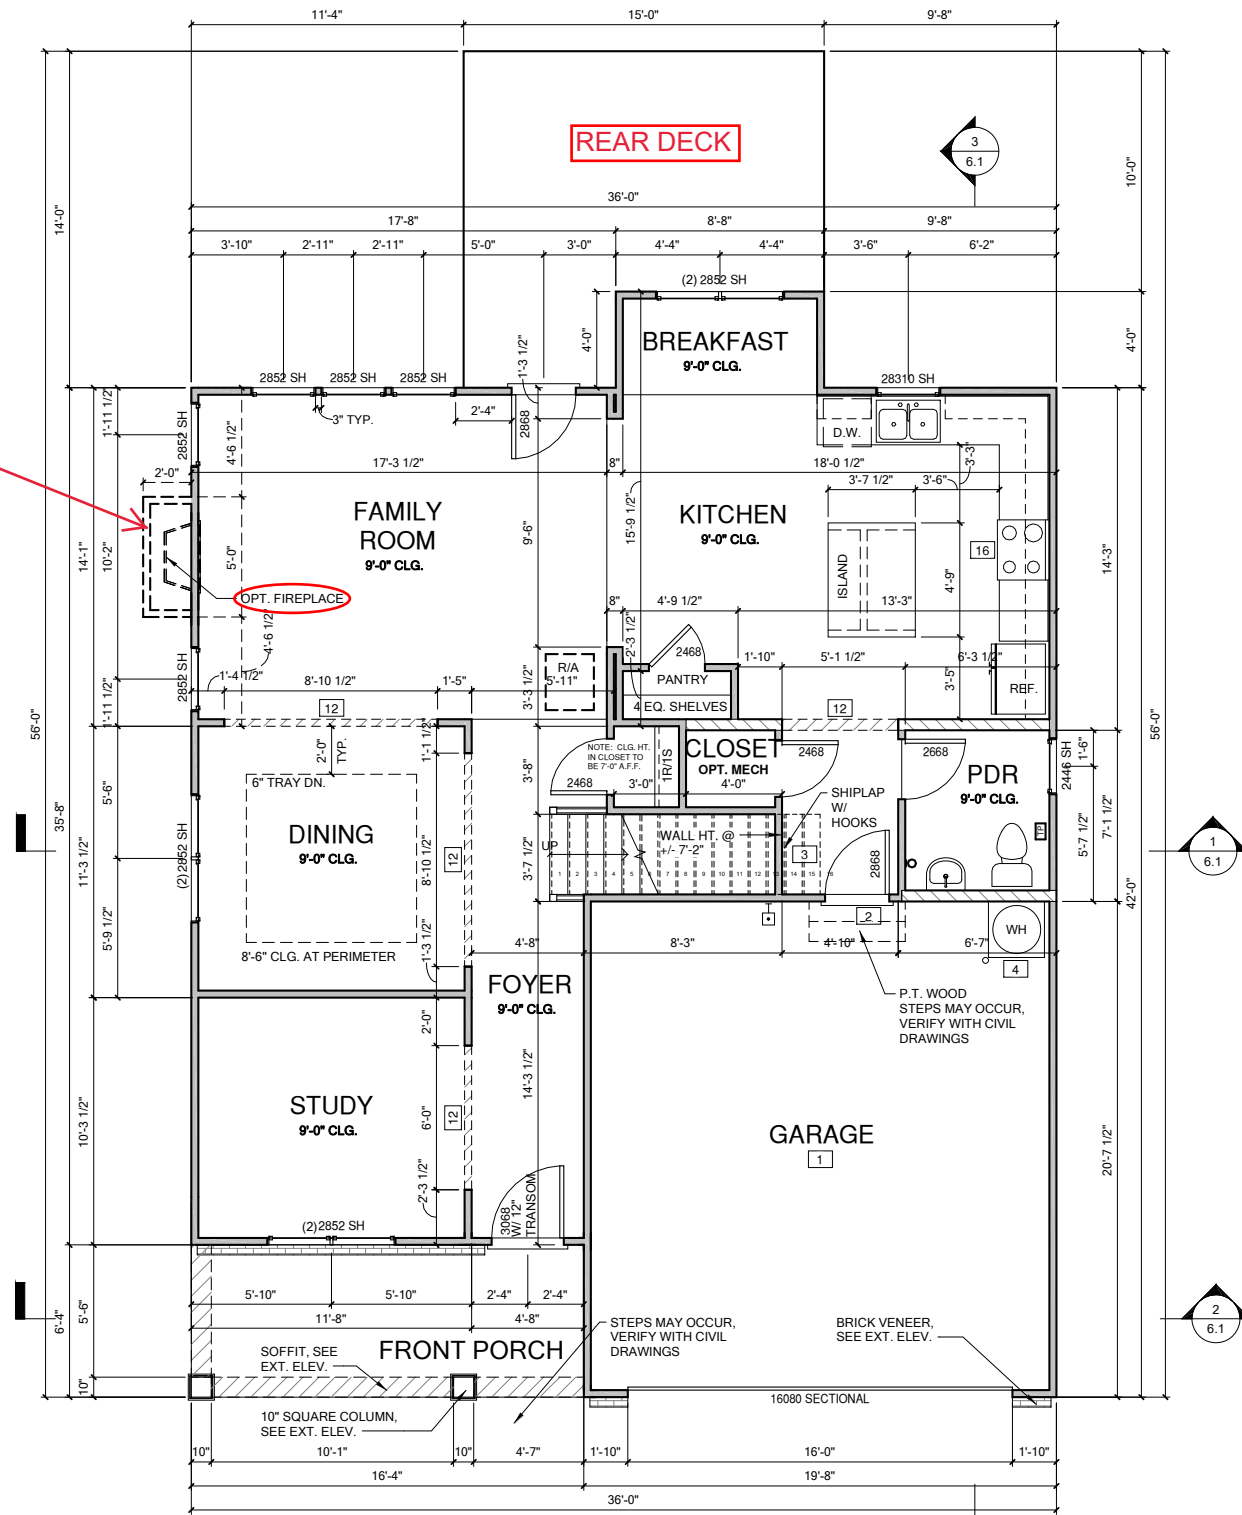 11'-4"
15'-0"
9'-8"
REAR DECK
3
6.1
36'-0"
17'-8"
8'-8"
9'-8"
3'-10"
2'-11"
2'-11"
5'-0"
3'-0"
4'-4"
4'-4"
3'-6"
6'-2"
14'-0"
10'-0"
(2) 2852 SH
4'-0"
1'-3 1/2"
BREAKFAST
9'-0" CLG.
4'-0"
2852 SH
2852 SH
2852 SH
28310 SH
3" TYP.
2'-4"
2868
D.W.
1'-11 1/2"
2852 SH
4'-6 1/2"
2'-0"
17'-3 1/2"
8"
18'-0 1/2"
3'-3"
3'-7 1/2"
3'-6"
FAMILY
ROOM
9'-0" CLG.
KITCHEN
9'-0" CLG.
15'-9 1/2"
9'-6"
14'-1"
10'-2"
5'-0"
16
14'-3"
ISLAND
4'-9"
OPT. FIREPLACE
8"
4'-9 1/2"
13'-3"
4'-6 1/2"
2'-3 1/2"
2468
R/A
5'-11"
1'-10"
5'-1 1/2"
6'-3 1/2"
3'-5"
REF.
PANTRY
4 EQ. SHELVES
2852 SH
1'-11 1/2"
1'-4 1/2"
8'-10 1/2"
1'-5"
3'-3 1/2"
12
12
56'-0"
35'-8"
56'-0"
2'-0"
TYP.
1'-1 1/2"
NOTE: CLG. HT.
IN CLOSET TO
BE 7'-0" A.F.F.
1R/1S
CLOSET
OPT. MECH
2468
2668
PDR
9'-0" CLG.
2446 SH
1'-6"
6" TRAY DN.
3'-8"
2468
3'-0"
4'-0"
SHIPLAP
W/
HOOKS
5'-6"
DINING
9'-0" CLG.
(2) 2852 SH
11'-3 1/2"
8'-10 1/2"
12
3'-7 1/2"
UP
WALL HT. @
+/- 7'-2"
1 2 3 4 5 6 7 8 9 10 11 12 13 14 15 16
3
2868
TP
5'-7 1/2"
7'-1 1/2"
42'-0"
1
6.1
5'-9 1/2"
1'-3 1/2"
8'-6" CLG. AT PERIMETER
4'-8"
8'-3"
2
4'-10"
6'-7"
WH
4
FOYER
9'-0" CLG.
P.T. WOOD
STEPS MAY OCCUR,
VERIFY WITH CIVIL
DRAWINGS
2'-0"
14'-3 1/2"
STUDY
9'-0" CLG.
10'-3 1/2"
6'-0"
12
GARAGE
1
20'-7 1/2"
2'-3 1/2"
3068
W/ 12"
TRANSOM
(2) 2852 SH
5'-10"
5'-10"
2'-4"
2'-4"
11'-8"
4'-8"
6'-4"
5'-6"
10"
2
6.1
SOFFIT, SEE
EXT. ELEV.
FRONT PORCH
STEPS MAY OCCUR,
VERIFY WITH CIVIL
DRAWINGS
BRICK VENEER,
SEE EXT. ELEV.
16080 SECTIONAL
10" SQUARE COLUMN,
SEE EXT. ELEV.
10"
10'-1"
10"
4'-7"
1'-10"
16'-0"
1'-10"
16'-4"
19'-8"
36'-0"